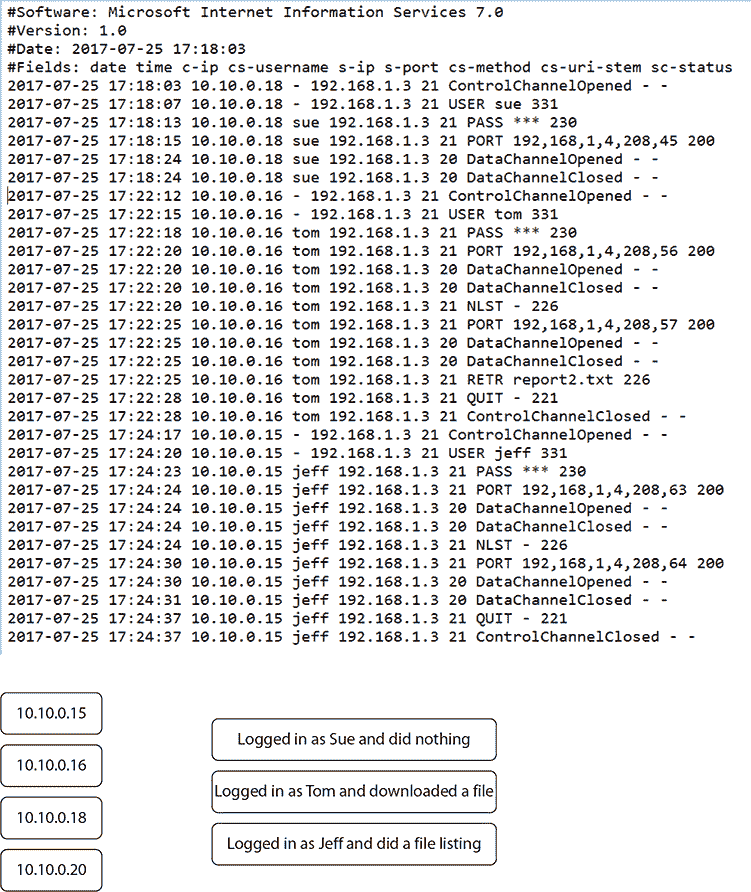 #Software: Microsoft Internet Information Services 7.0
#Version: 1.0
#Date: 2017-07-25 17:18:03
#Fields: date time c-ip cs-username s-ip s-port cs-method cs-uri-stem sc-status
2017-07-25 17:18:03 10.10.0.18 - 192.168.1.3 21 ControlChannelOpened - -
2017-07-25 17:18:07 10.10.0.18 - 192.168.1.3 21 USER sue 331
2017-07-25 17:18:13 10.10.0.18 sue 192.168.1.3 21 PASS *** 230
2017-07-25 17:18:15 10.10.0.18 sue 192.168.1.3 21 PORT 192,168,1,4,208,45 200
2017-07-25 17:18:24 10.10.0.18 sue 192.168.1.3 20 DataChannelOpened - -
2017-07-25 17:18:24 10.10.0.18 sue 192.168.1.3 20 DataChannelClosed - -
2017-07-25 17:22:12 10.10.0.16 - 192.168.1.3 21 ControlChannelOpened - -
2017-07-25 17:22:15 10.10.0.16 - 192.168.1.3 21 USER tom 331
2017-07-25 17:22:18 10.10.0.16 tom 192.168.1.3 21 PASS *** 230
2017-07-25 17:22:20 10.10.0.16 tom 192.168.1.3 21 PORT 192,168,1,4,208,56 200
2017-07-25 17:22:20 10.10.0.16 tom 192.168.1.3 20 DataChannelOpened - -
2017-07-25 17:22:20 10.10.0.16 tom 192.168.1.3 20 DataChannelClosed - -
2017-07-25 17:22:20 10.10.0.16 tom 192.168.1.3 21 NLST - 226
2017-07-25 17:22:25 10.10.0.16 tom 192.168.1.3 21 PORT 192,168,1,4,208,57 200
2017-07-25 17:22:25 10.10.0.16 tom 192.168.1.3 20 DataChannelOpened - -
2017-07-25 17:22:25 10.10.0.16 tom 192.168.1.3 20 DataChannelClosed - -
2017-07-25 17:22:25 10.10.0.16 tom 192.168.1.3 21 RETR report2.txt 226
2017-07-25 17:22:28 10.10.0.16 tom 192.168.1.3 21 QUIT - 221
2017-07-25 17:22:28 10.10.0.16 tom 192.168.1.3 21 ControlChannelClosed - -
2017-07-25 17:24:17 10.10.0.15 - 192.168.1.3 21 ControlChannelOpened - -
2017-07-25 17:24:20 10.10.0.15 - 192.168.1.3 21 USER jeff 331
2017-07-25 17:24:23 10.10.0.15 jeff 192.168.1.3 21 PASS *** 230
2017-07-25 17:24:24 10.10.0.15 jeff 192.168.1.3 21 PORT 192,168,1,4,208,63 200
2017-07-25 17:24:24 10.10.0.15 jeff 192.168.1.3 20 DataChannelOpened - -
2017-07-25 17:24:24 10.10.0.15 jeff 192.168.1.3 20 DataChannelClosed - -
2017-07-25 17:24:24 10.10.0.15 jeff 192.168.1.3 21 NLST - 226
2017-07-25 17:24:30 10.10.0.15 jeff 192.168.1.3 21 PORT 192,168,1,4,208,64 200
2017-07-25 17:24:30 10.10.0.15 jeff 192.168.1.3 20 DataChannelOpened - -
2017-07-25 17:24:31 10.10.0.15 jeff 192.168.1.3 20 DataChannelClosed - -
2017-07-25 17:24:37 10.10.0.15 jeff 192.168.1.3 21 QUIT - 221
2017-07-25 17:24:37 10.10.0.15 jeff 192.168.1.3 21 ControlChannelClosed - -
10.10.0.15
10.10.0.16
10.10.0.18
10.10.0.20
Logged in as Sue and did nothing
Logged in as Tom and downloaded a file
Logged in as Jeff and did a file listing